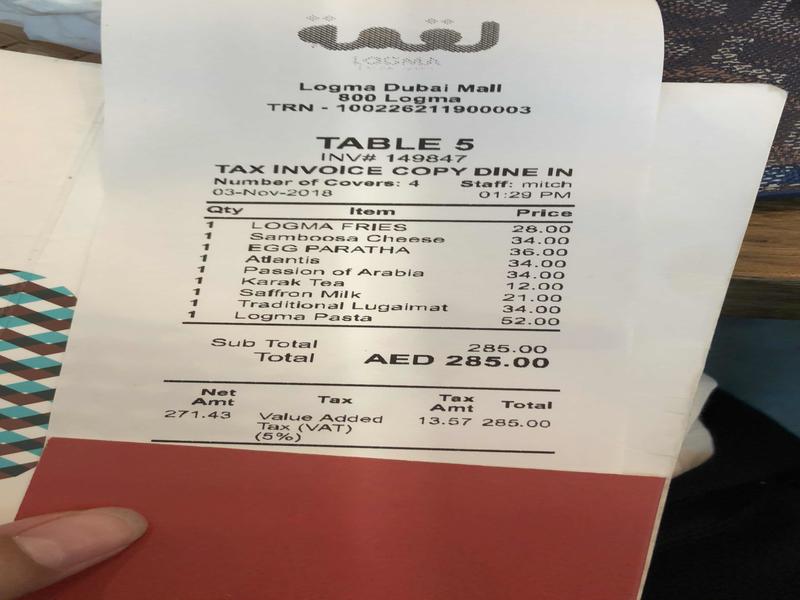 لقمة
LOGMA
Logma Dubai Mall
800 Logma
TRN - 100226211900003
TABLE 5
INV# 149847
TAX INVOICE COPY DINE IN
Number of Covers: 4 Staff: mitch
03-Nov-2018 01:29 PM
Qty Item Price
1 LOGMA FRIES 28.00
1 Samboosa Cheese 34.00
1 EGG PARATHA 36.00
1 Atlantis 34.00
1 Passion of Arabia 34.00
1 Karak Tea 12.00
1 Saffron Milk 21.00
1 Traditional Lugaimat 34.00
1 Logma Pasta 52.00
Sub Total 285.00
Total AED 285.00
Net Amt Tax Tax Amt Total
271.43 Value Added Tax (VAT) (5%) 13.57 285.00